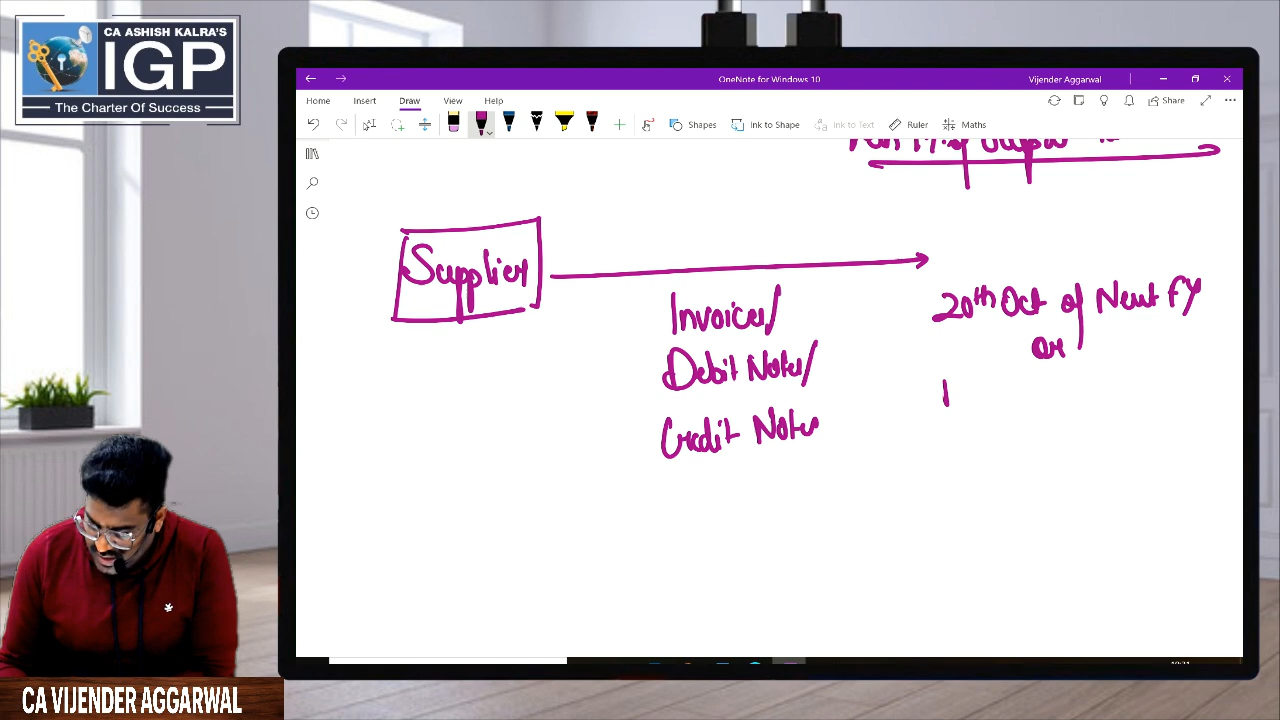 CA ASHISH KALRA'S
IGP
The Charter Of Success
OneNote for Windows 10
Vijender Aggarwal
Home Insert Draw View Help
Share
Shapes Ink to Shape Ink to Text Ruler Maths
Supplier
Invoice/
Debit Note/
Credit Note
20th Oct of Next FY
or
CA VIJENDER AGGARWAL